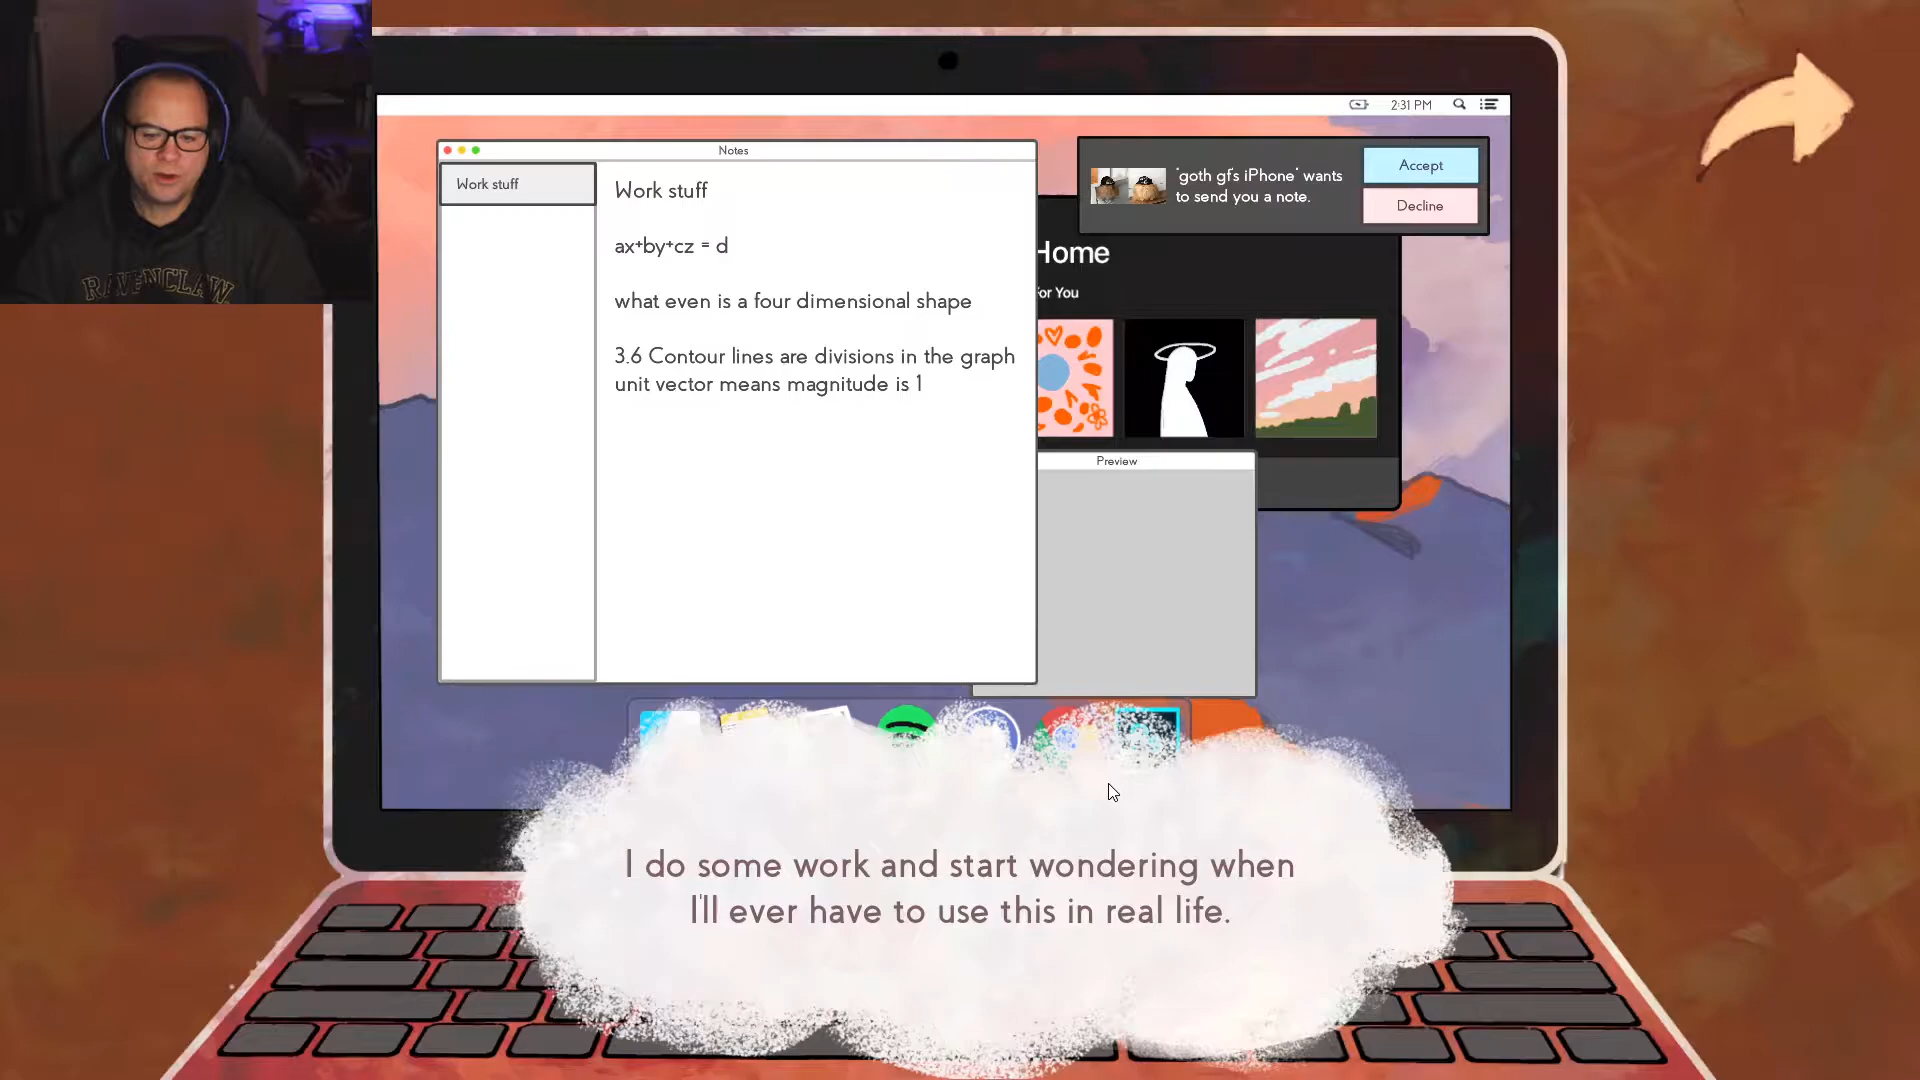 RAVENCLAW
2:31 PM
Notes
Work stuff
Work stuff
ax+by+cz = d
what even is a four dimensional shape
3.6 Contour lines are divisions in the graph
unit vector means magnitude is 1
"goth gfs iPhone" wants
to send you a note.
Accept
Decline
Home
For You
Preview
I do some work and start wondering when
I'll ever have to use this in real life.